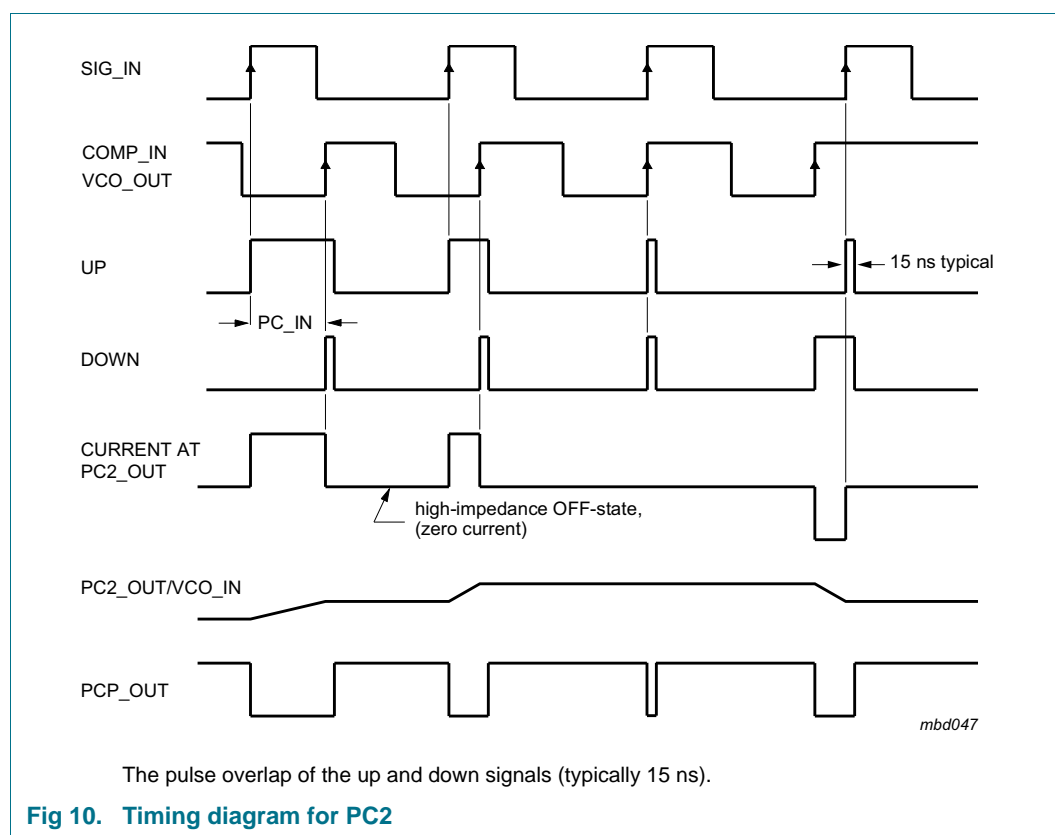 SIG_IN
COMP_IN
VCO_OUT
UP
15 ns typical
PC_IN
DOWN
CURRENT AT
PC2_OUT
high-impedance OFF-state,
(zero current)
PC2_OUT/VCO_IN
PCP_OUT
mbd047
The pulse overlap of the up and down signals (typically 15 ns).
Fig 10. Timing diagram for PC2